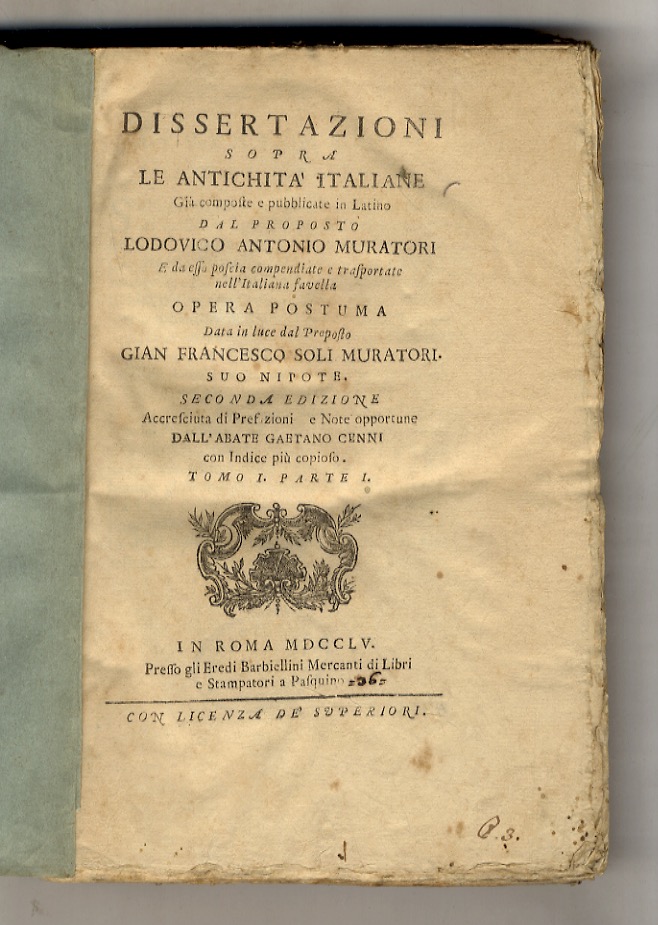 DISSERTAZIONI
SOPRA
LE ANTICHITA' ITALIANE
Già compoſte e pubblicate in Latino
DAL PROPOSTO
LODOVICO ANTONIO MURATORI
E da eſſo poſcia compendiate e traſportate
nell'Italiana favella
OPERA POSTUMA
Data in luce dal Propoſto
GIAN FRANCESCO SOLI MURATORI.
SUO NIPOTE.
SECONDA EDIZIONE
Accreſciuta di Prefazioni e Note opportune
DALL'ABATE GAETANO CENNI
con Indice più copioſo.
TOMO I. PARTE I.
IN ROMA MDCCLV.
Preſſo gli Eredi Barbiellini Mercanti di Libri
e Stampatori a Paſquino
CON LICENZA DE' SUPERIORI.